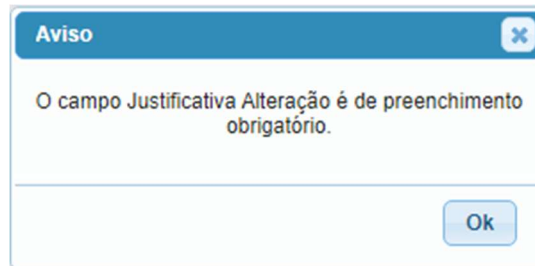 Aviso
O campo Justificativa Alteração é de preenchimento
obrigatório.
Ok